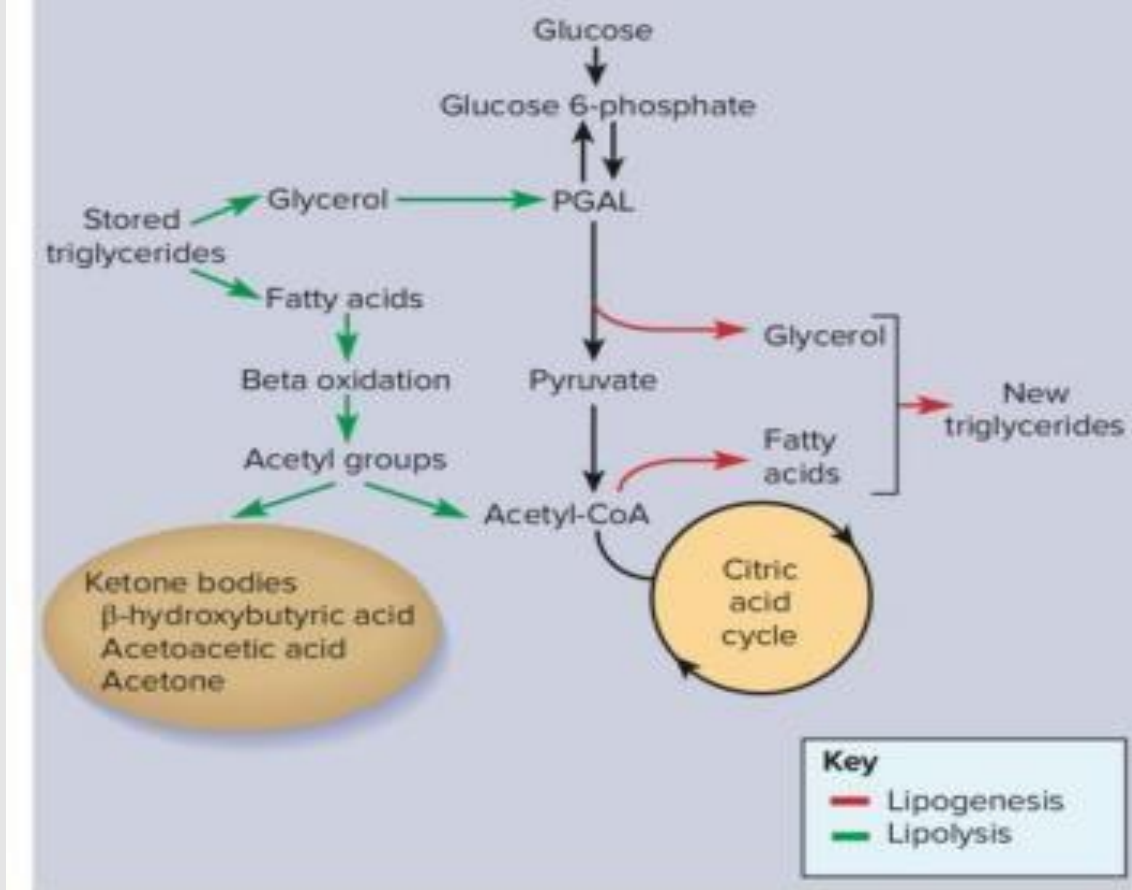 Glucose
Glucose 6-phosphate
Glycerol
PGAL
Stored
triglycerides
Fatty acids
Glycerol
Beta oxidation
Pyruvate
New
triglycerides
Fatty
acids
Acetyl groups
Acetyl-CoA
Citric
acid
cycle
Ketone bodies
β-hydroxybutyric acid
Acetoacetic acid
Acetone
Key
Lipogenesis
Lipolysis